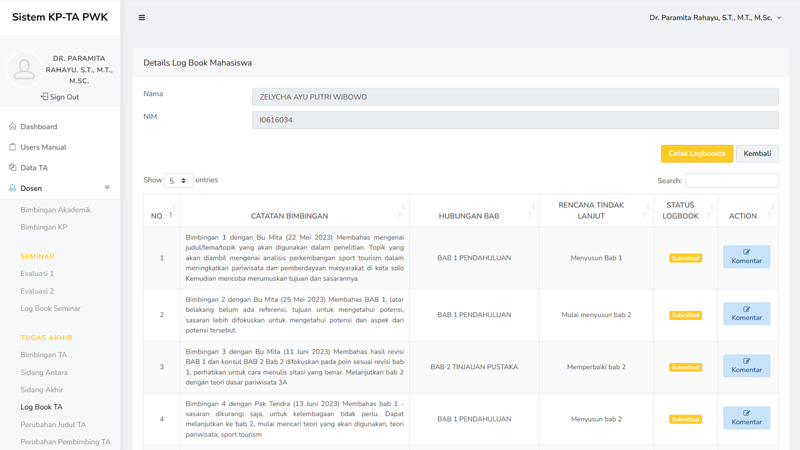 Sistem KP-TA PWK
Dr. Paramita Rahayu, S.T., M.T., M.Sc.
DR. PARAMITA
RAHAYU, S.T., M.T.,
M.SC.
Sign Out
Dashboard
Users Manual
Data TA
Dosen
Bimbingan Akademik
Bimbingan KP
SEMINAR
Evaluasi 1
Evaluasi 2
Log Book Seminar
TUGAS AKHIR
Bimbingan TA
Sidang Antara
Sidang Akhir
Log Book TA
Perubahan Judul TA
Perubahan Pembimbing TA
Details Log Book Mahasiswa
Nama
ZELYCHA AYU PUTRI WIBOWO
NIM
I0616034
Cetak Logbookta
Kembali
Show 5 entries
Search:
NO
CATATAN BIMBINGAN
HUBUNGAN BAB
RENCANA TINDAK
LANJUT
STATUS
LOGBOOK
ACTION
1
Bimbingan 1 dengan Bu Mita (22 Mei 2023) Membahas mengenai
judul/tema/topik yang akan digunakan dalam penelitian. Topik yang
akan diambil mengenai analisis perkembangan sport tourism dalam
meningkatkan pariwisata dan pemberdayaan masyarakat di kota solo
Kemudian mencoba merumuskan tujuan dan sasarannya.
BAB 1 PENDAHULUAN
Menyusun Bab 1
Submitted
Komentar
2
Bimbingan 2 dengan Bu Mita (25 Mei 2023) Membahas BAB 1, latar
belakang belum ada referensi, tujuan untuk mengetahui potensi,
sasaran lebih difokuskan untuk mengetahui potensi dan aspek dari
potensi tersebut.
BAB 1 PENDAHULUAN
Mulai menyusun bab 2
Submitted
Komentar
3
Bimbingan 3 dengan Bu Mita (11 Juni 2023) Membahas hasil revisi
BAB 1 dan konsul BAB 2 Bab 2 difokuskan pada poin sesuai revisi bab
1, perhatikan untuk cara menulis sitasi yang benar. Melanjutkan bab 2
dengan teori dasar pariwisata 3A
BAB 2 TINJAUAN PUSTAKA
Memperbaiki bab 2
Submitted
Komentar
4
Bimbingan 4 dengan Pak Tendra (13 Juni 2023) Membahas bab 1 -
sasaran dikurangi saja, untuk kelembagaan tidak perlu. Dapat
melanjutkan ke bab 2, mulai mencari teori yang akan digunakan, teori
pariwisata, sport tourism
BAB 1 PENDAHULUAN
Menyusun bab 2
Submitted
Komentar